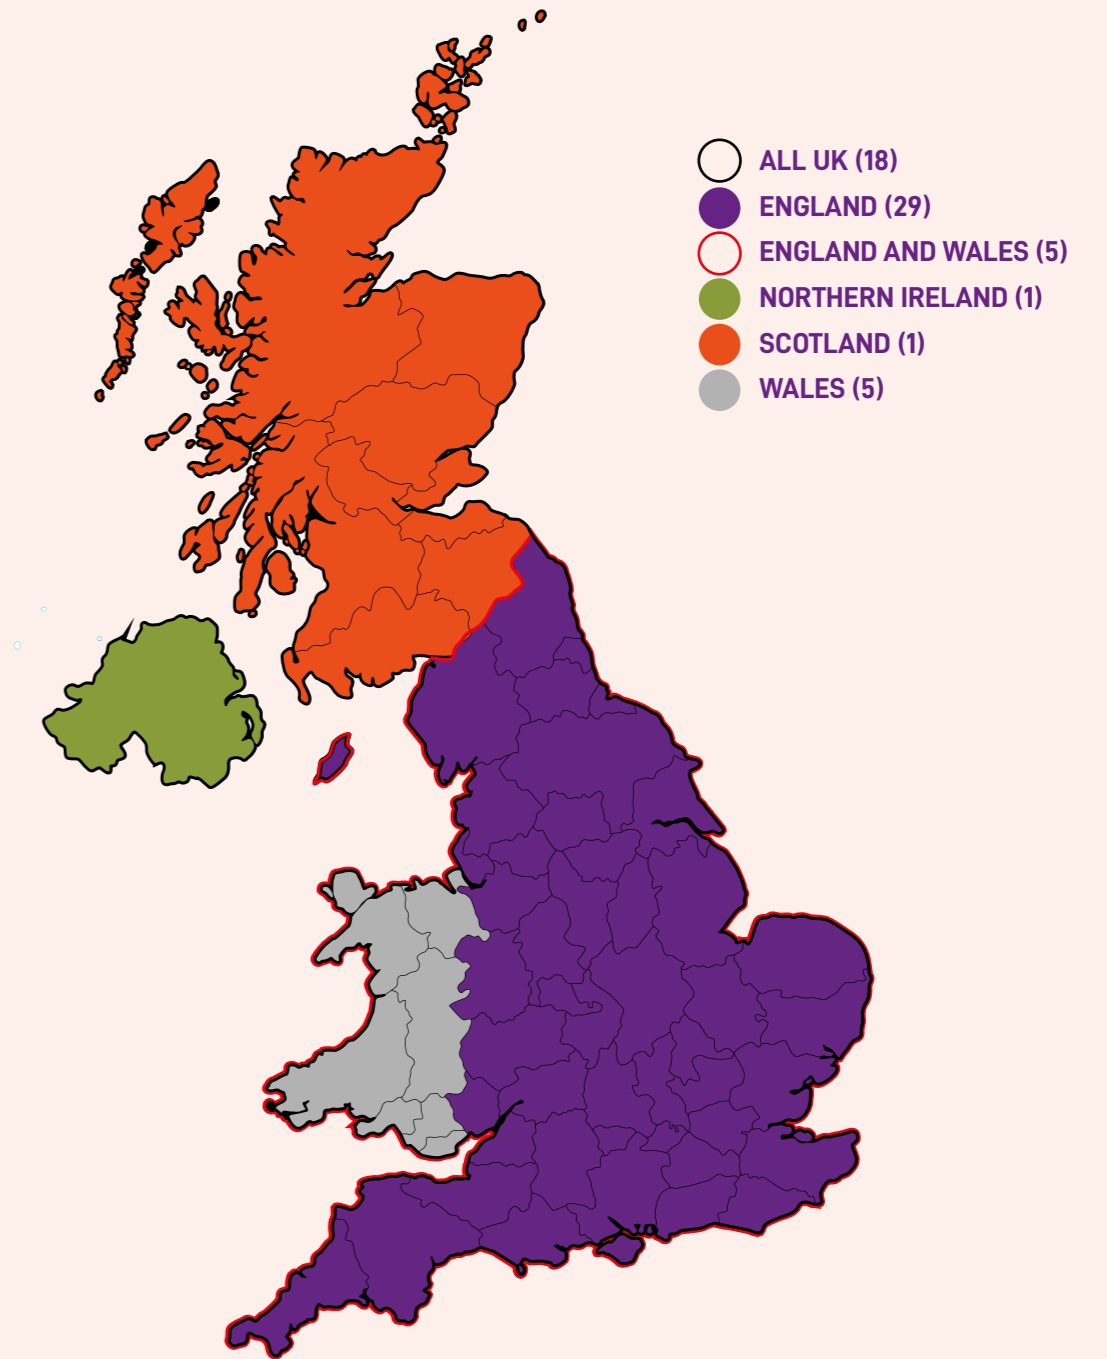 ALL UK (18)
ENGLAND (29)
ENGLAND AND WALES (5)
NORTHERN IRELAND (1)
SCOTLAND (1)
WALES (5)